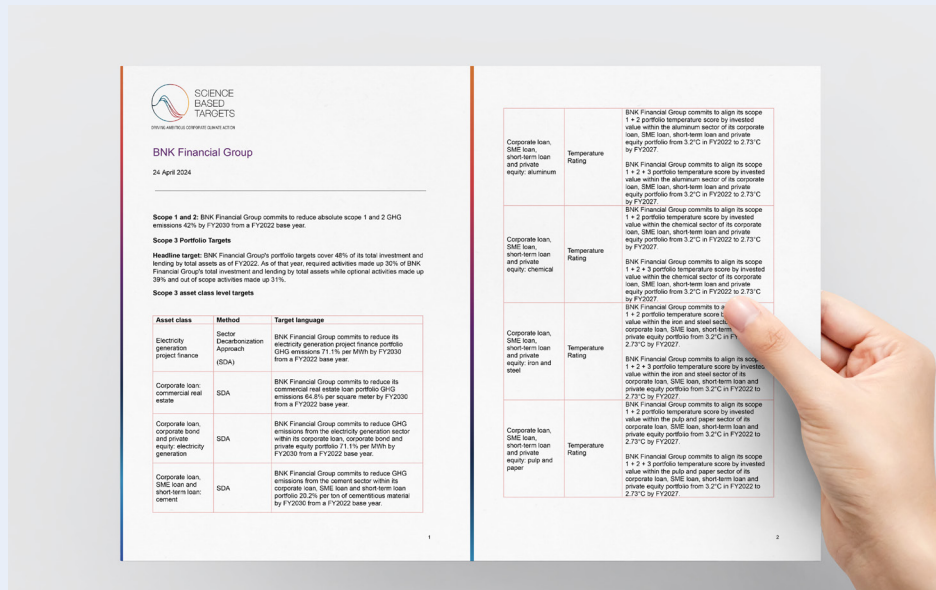 SCIENCE
BASED
TARGETS
DRIVING AMBITIOUS CORPORATE CLIMATE ACTION
BNK Financial Group
24 April 2024
Scope 1 and 2: BNK Financial Group commits to reduce absolute scope 1 and 2 GHG
emissions 42% by FY2030 from a FY2022 base year.
Scope 3 Portfolio Targets
Headline target: BNK Financial Group's portfolio targets cover 48% of its total investment and
lending by total assets as of FY2022. As of that year, required activities made up 30% of BNK
Financial Group's total investment and lending by total assets while optional activities made up
39% and out of scope activities made up 31%.
Scope 3 asset class level targets
Asset class
Method
Target language
Electricity
generation
project finance
Sector
Decarbonization
Approach
(SDA)
BNK Financial Group commits to reduce its
electricity generation project finance portfolio
GHG emissions 71.1% per MWh by FY2030
from a FY2022 base year.
Corporate loan:
commercial real
estate
SDA
BNK Financial Group commits to reduce its
commercial real estate loan portfolio GHG
emissions 64.8% per square meter by FY2030
from a FY2022 base year.
Corporate loan,
corporate bond
and private
equity: electricity
generation
SDA
BNK Financial Group commits to reduce GHG
emissions from the electricity generation sector
within its corporate loan, corporate bond and
private equity portfolio 71.1% per MWh by
FY2030 from a FY2022 base year.
Corporate loan,
SME loan and
short-term loan:
cement
SDA
BNK Financial Group commits to reduce GHG
emissions from the cement sector within its
corporate loan, SME loan and short-term loan
portfolio 20.2% per ton of cementitious material
by FY2030 from a FY2022 base year.
1
Corporate loan,
SME loan,
short-term loan
and private
equity: aluminum
Temperature
Rating
BNK Financial Group commits to align its scope
1 + 2 portfolio temperature score by invested
value within the aluminum sector of its corporate
loan, SME loan, short-term loan and private
equity portfolio from 3.2°C in FY2022 to 2.73°C
by FY2027.
BNK Financial Group commits to align its scope
1 + 2 + 3 portfolio temperature score by invested
value within the aluminum sector of its corporate
loan, SME loan, short-term loan and private
equity portfolio from 3.2°C in FY2022 to 2.73°C
by FY2027.
Corporate loan,
SME loan,
short-term loan
and private
equity: chemical
Temperature
Rating
BNK Financial Group commits to align its scope
1 + 2 portfolio temperature score by invested
value within the chemical sector of its corporate
loan, SME loan, short-term loan and private
equity portfolio from 3.2°C in FY2022 to 2.73°C
by FY2027.
BNK Financial Group commits to align its scope
1 + 2 + 3 portfolio temperature score by invested
value within the chemical sector of its corporate
loan, SME loan, short-term loan and private
equity portfolio from 3.2°C in FY2022 to 2.73°C
by FY2027.
Corporate loan,
SME loan,
short-term loan
and private
equity: iron and
steel
Temperature
Rating
BNK Financial Group commits to
1 + 2 portfolio temperature score by
value within the iron and steel
corporate loan, SME loan, short-term
private equity portfolio from 3.2°C in
2.73°C by FY2027.
BNK Financial Group commits to align its
1 + 2 + 3 portfolio temperature score by invested
value within the iron and steel sector of its
corporate loan, SME loan, short-term loan and
private equity portfolio from 3.2°C in FY2022 to
2.73°C by FY2027.
Corporate loan,
SME loan,
short-term loan
and private
equity: pulp and
paper
Temperature
Rating
BNK Financial Group commits to align its scope
1 + 2 portfolio temperature score by invested
value within the pulp and paper sector of its
corporate loan, SME loan, short-term loan and
private equity portfolio from 3.2°C in FY2022 to
2.73°C by FY2027.
BNK Financial Group commits to align its scope
1 + 2 + 3 portfolio temperature score by invested
value within the pulp and paper sector of its
corporate loan, SME loan, short-term loan and
private equity portfolio from 3.2°C in FY2022 to
2.73°C by FY2027.
2